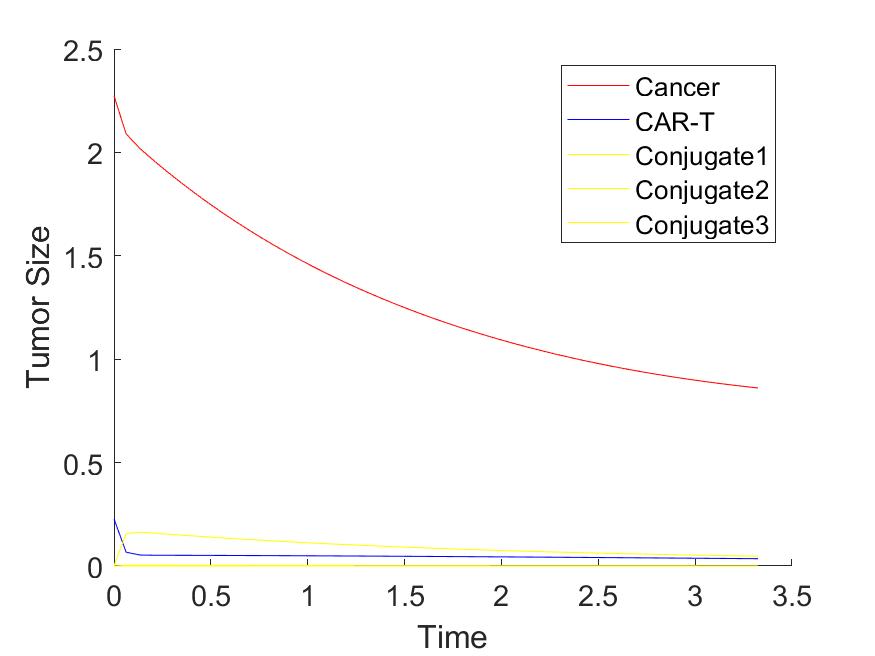 2.5
2
1.5
1
0.5
0
Tumor Size
Cancer
CAR-T
Conjugate1
Conjugate2
Conjugate3
0 0.5 1 1.5 2 2.5 3 3.5
Time